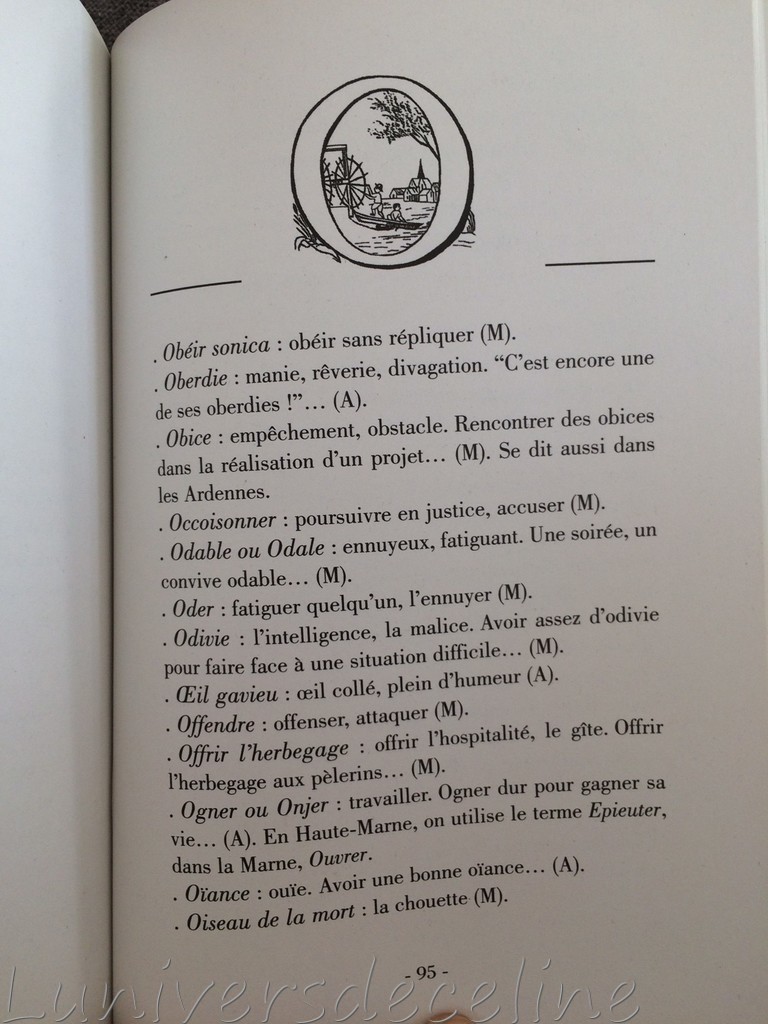 O
. Obéir sonica : obéir sans répliquer (M).
. Oberdie : manie, rêverie, divagation. “C’est encore une
de ses oberdies !”… (A).
. Obice : empêchement, obstacle. Rencontrer des obices
dans la réalisation d’un projet… (M). Se dit aussi dans
les Ardennes.
. Occoisonner : poursuivre en justice, accuser (M).
. Odable ou Odale : ennuyeux, fatiguant. Une soirée, un
convive odable… (M).
. Oder : fatiguer quelqu’un, l’ennuyer (M).
. Odivie : l’intelligence, la malice. Avoir assez d’odivie
pour faire face à une situation difficile… (M).
. Œil gavieu : œil collé, plein d’humeur (A).
. Offendre : offenser, attaquer (M).
. Offrir l’herbegage : offrir l’hospitalité, le gîte. Offrir
l’herbegage aux pèlerins… (M).
. Ogner ou Onjer : travailler. Ogner dur pour gagner sa
vie… (A). En Haute-Marne, on utilise le terme Epieuter,
dans la Marne, Ouvrer.
. Oïance : ouïe. Avoir une bonne oïance… (A).
. Oiseau de la mort : la chouette (M).
- 95 -
Luniversdeceline